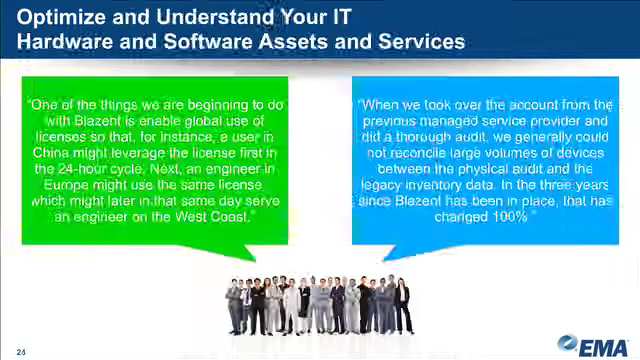 Optimize and Understand Your IT
Hardware and Software Assets and Services
"One of the things we are beginning to do
with Blazent is enable global use of
licenses so that, for instance, a user in
China might leverage the license first in
the 24-hour cycle. Next, an engineer in
Europe might use the same license
which might later in that same day serve
an engineer on the West Coast."
"When we took over the account from the
previous managed service provider and
did a thorough audit, we generally could
not reconcile large volumes of devices
between the physical audit and the
legacy inventory data. In the three years
since Blazent has been in place, that has
changed 100% "
EMA